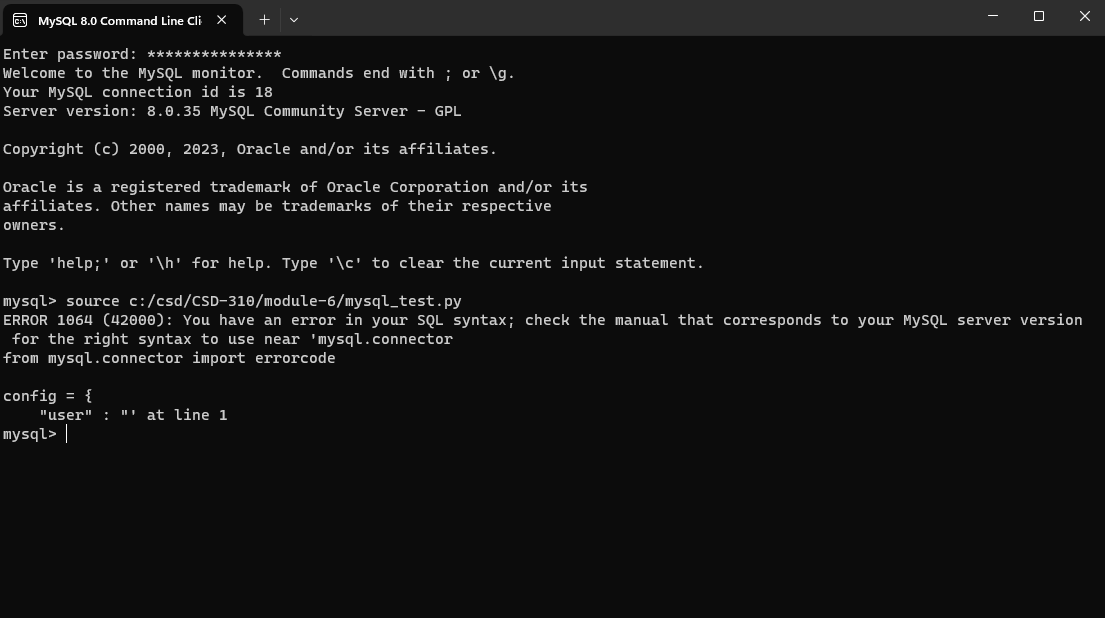 MySQL 8.0 Command Line Cli
Enter password: ***************
Welcome to the MySQL monitor.  Commands end with ; or \g.
Your MySQL connection id is 18
Server version: 8.0.35 MySQL Community Server - GPL
Copyright (c) 2000, 2023, Oracle and/or its affiliates.
Oracle is a registered trademark of Oracle Corporation and/or its
affiliates. Other names may be trademarks of their respective
owners.
Type 'help;' or '\h' for help. Type '\c' to clear the current input statement.
mysql> source c:/csd/CSD-310/module-6/mysql_test.py
ERROR 1064 (42000): You have an error in your SQL syntax; check the manual that corresponds to your MySQL server version
 for the right syntax to use near 'mysql.connector
from mysql.connector import errorcode
config = {
    "user" : "' at line 1
mysql>